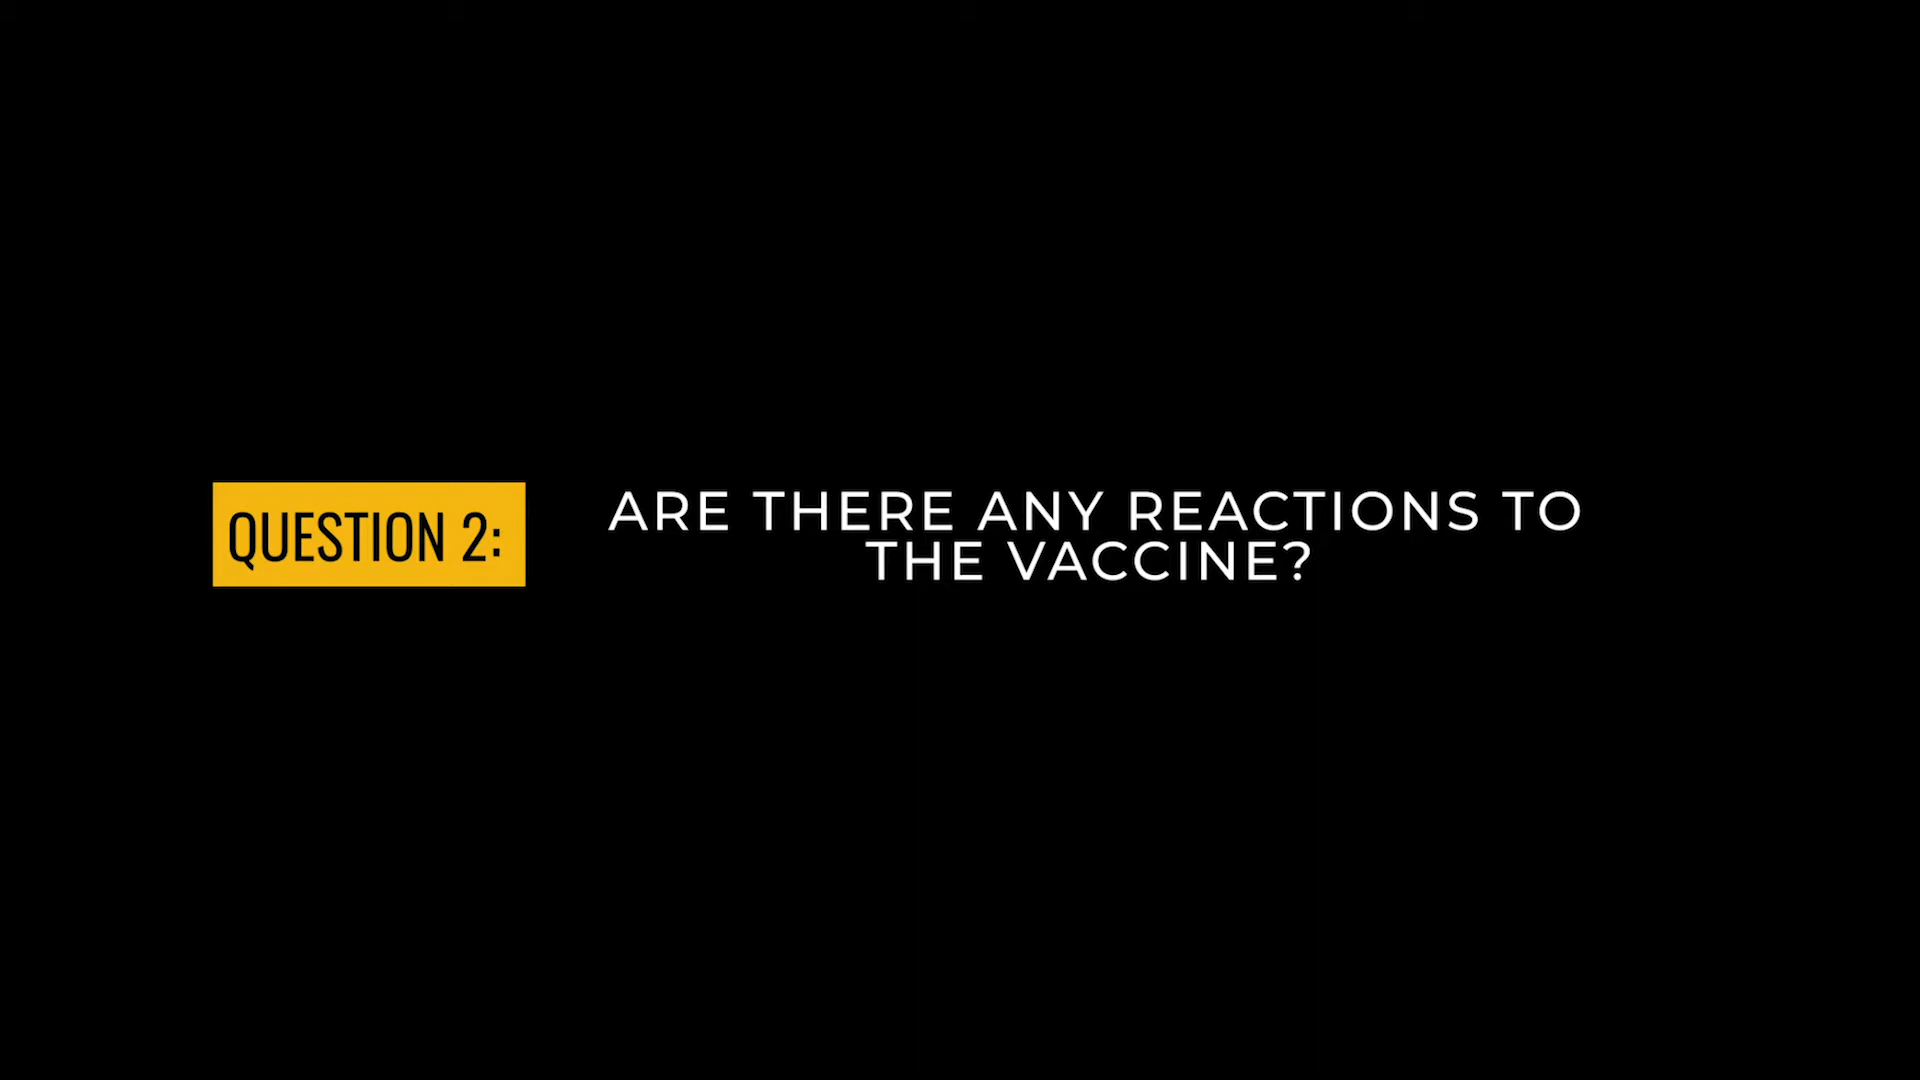 QUESTION 2:
ARE THERE ANY REACTIONS TO
THE VACCINE?